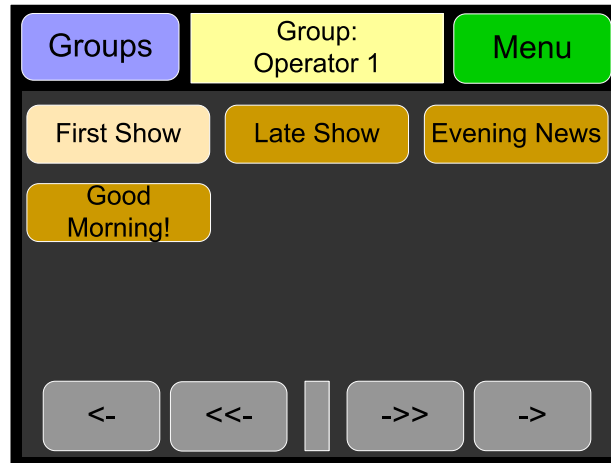 Groups
Group:
Operator 1
Menu
First Show
Late Show
Evening News
Good
Morning!
<-
<<-
->>
->